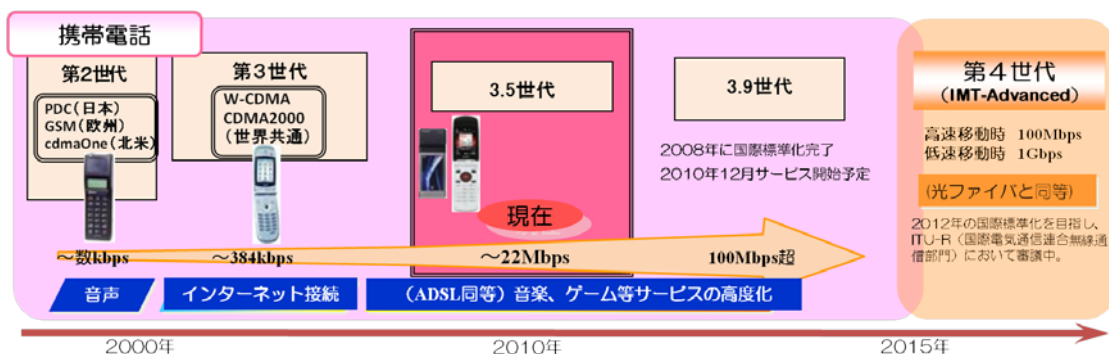 携帯電話
第2世代
PDC(日本)
GSM(欧州)
cdmaOne(北米)
～数kbps
音声
第3世代
W-CDMA
CDMA2000
(世界共通)
～384kbps
インターネット接続
3.5世代
現在
～22Mbps
(ADSL同等)音楽、ゲーム等サービスの高度化
3.9世代
2008年に国際標準化完了
2010年12月サービス開始予定
100Mbps超
第4世代
(IMT-Advanced)
高速移動時 100Mbps
低速移動時 1Gbps
(光ファイバと同等)
2012年の国際標準化を目指し、
ITU-R(国際電気通信連合無線通
信部門)において審議中。
2000年
2010年
2015年